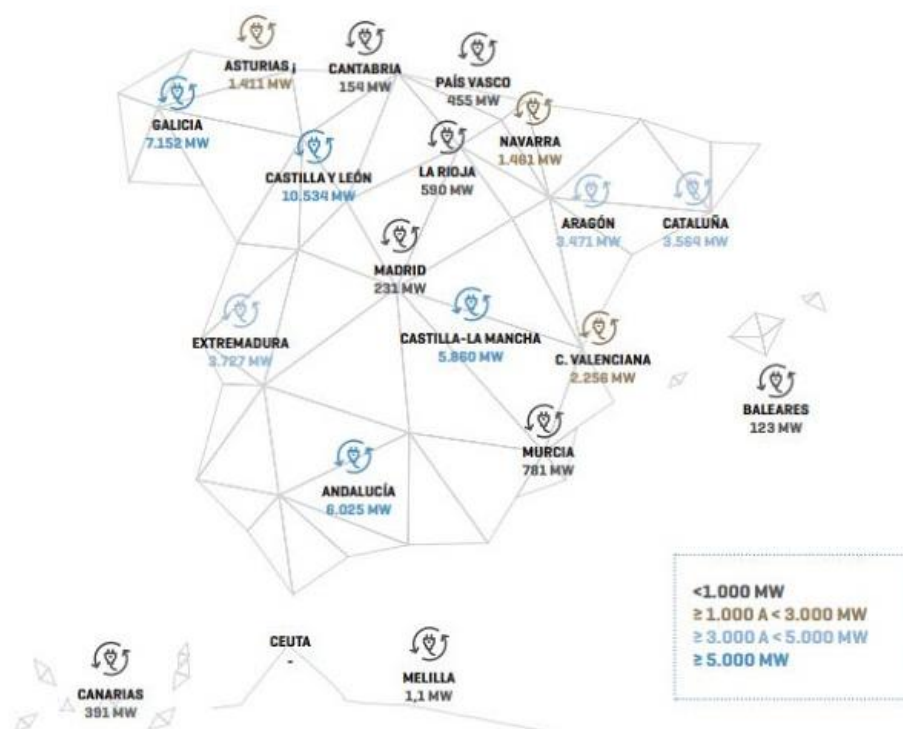 ASTURIAS
1.411 MW
CANTABRIA
154 MW
PAÍS VASCO
455 MW
GALICIA
7.152 MW
NAVARRA
1.461 MW
CASTILLA Y LEÓN
10.534 MW
LA RIOJA
590 MW
ARAGÓN
3.471 MW
CATALUÑA
3.564 MW
MADRID
231 MW
EXTREMADURA
3.727 MW
CASTILLA-LA MANCHA
5.860 MW
C. VALENCIANA
2.256 MW
BALEARES
123 MW
MURCIA
781 MW
ANDALUCÍA
6.025 MW
<1.000 MW
≥ 1.000 A < 3.000 MW
≥ 3.000 A < 5.000 MW
≥ 5.000 MW
CEUTA
-
MELILLA
1,1 MW
CANARIAS
391 MW